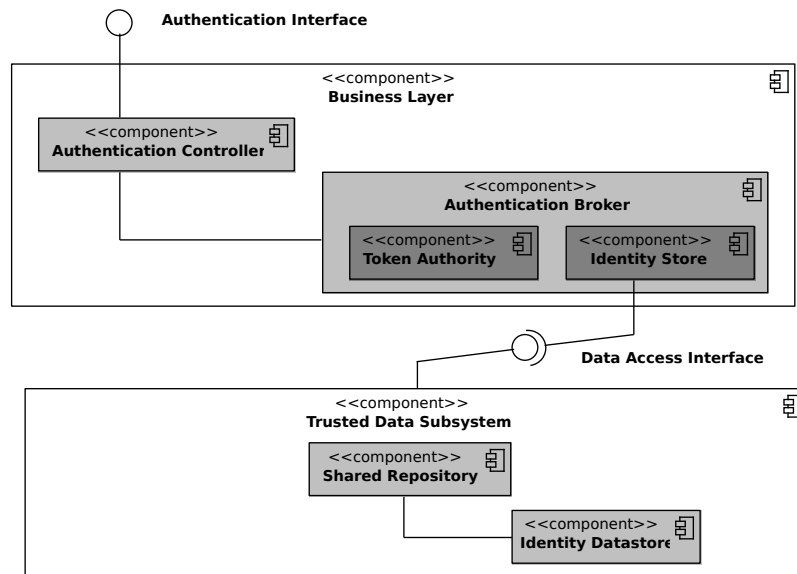 Authentication Interface
<<component>>
Business Layer
<<component>>
Authentication Controller
<<component>>
Authentication Broker
<<component>>
Token Authority
<<component>>
Identity Store
Data Access Interface
<<component>>
Trusted Data Subsystem
<<component>>
Shared Repository
<<component>>
Identity Datastore